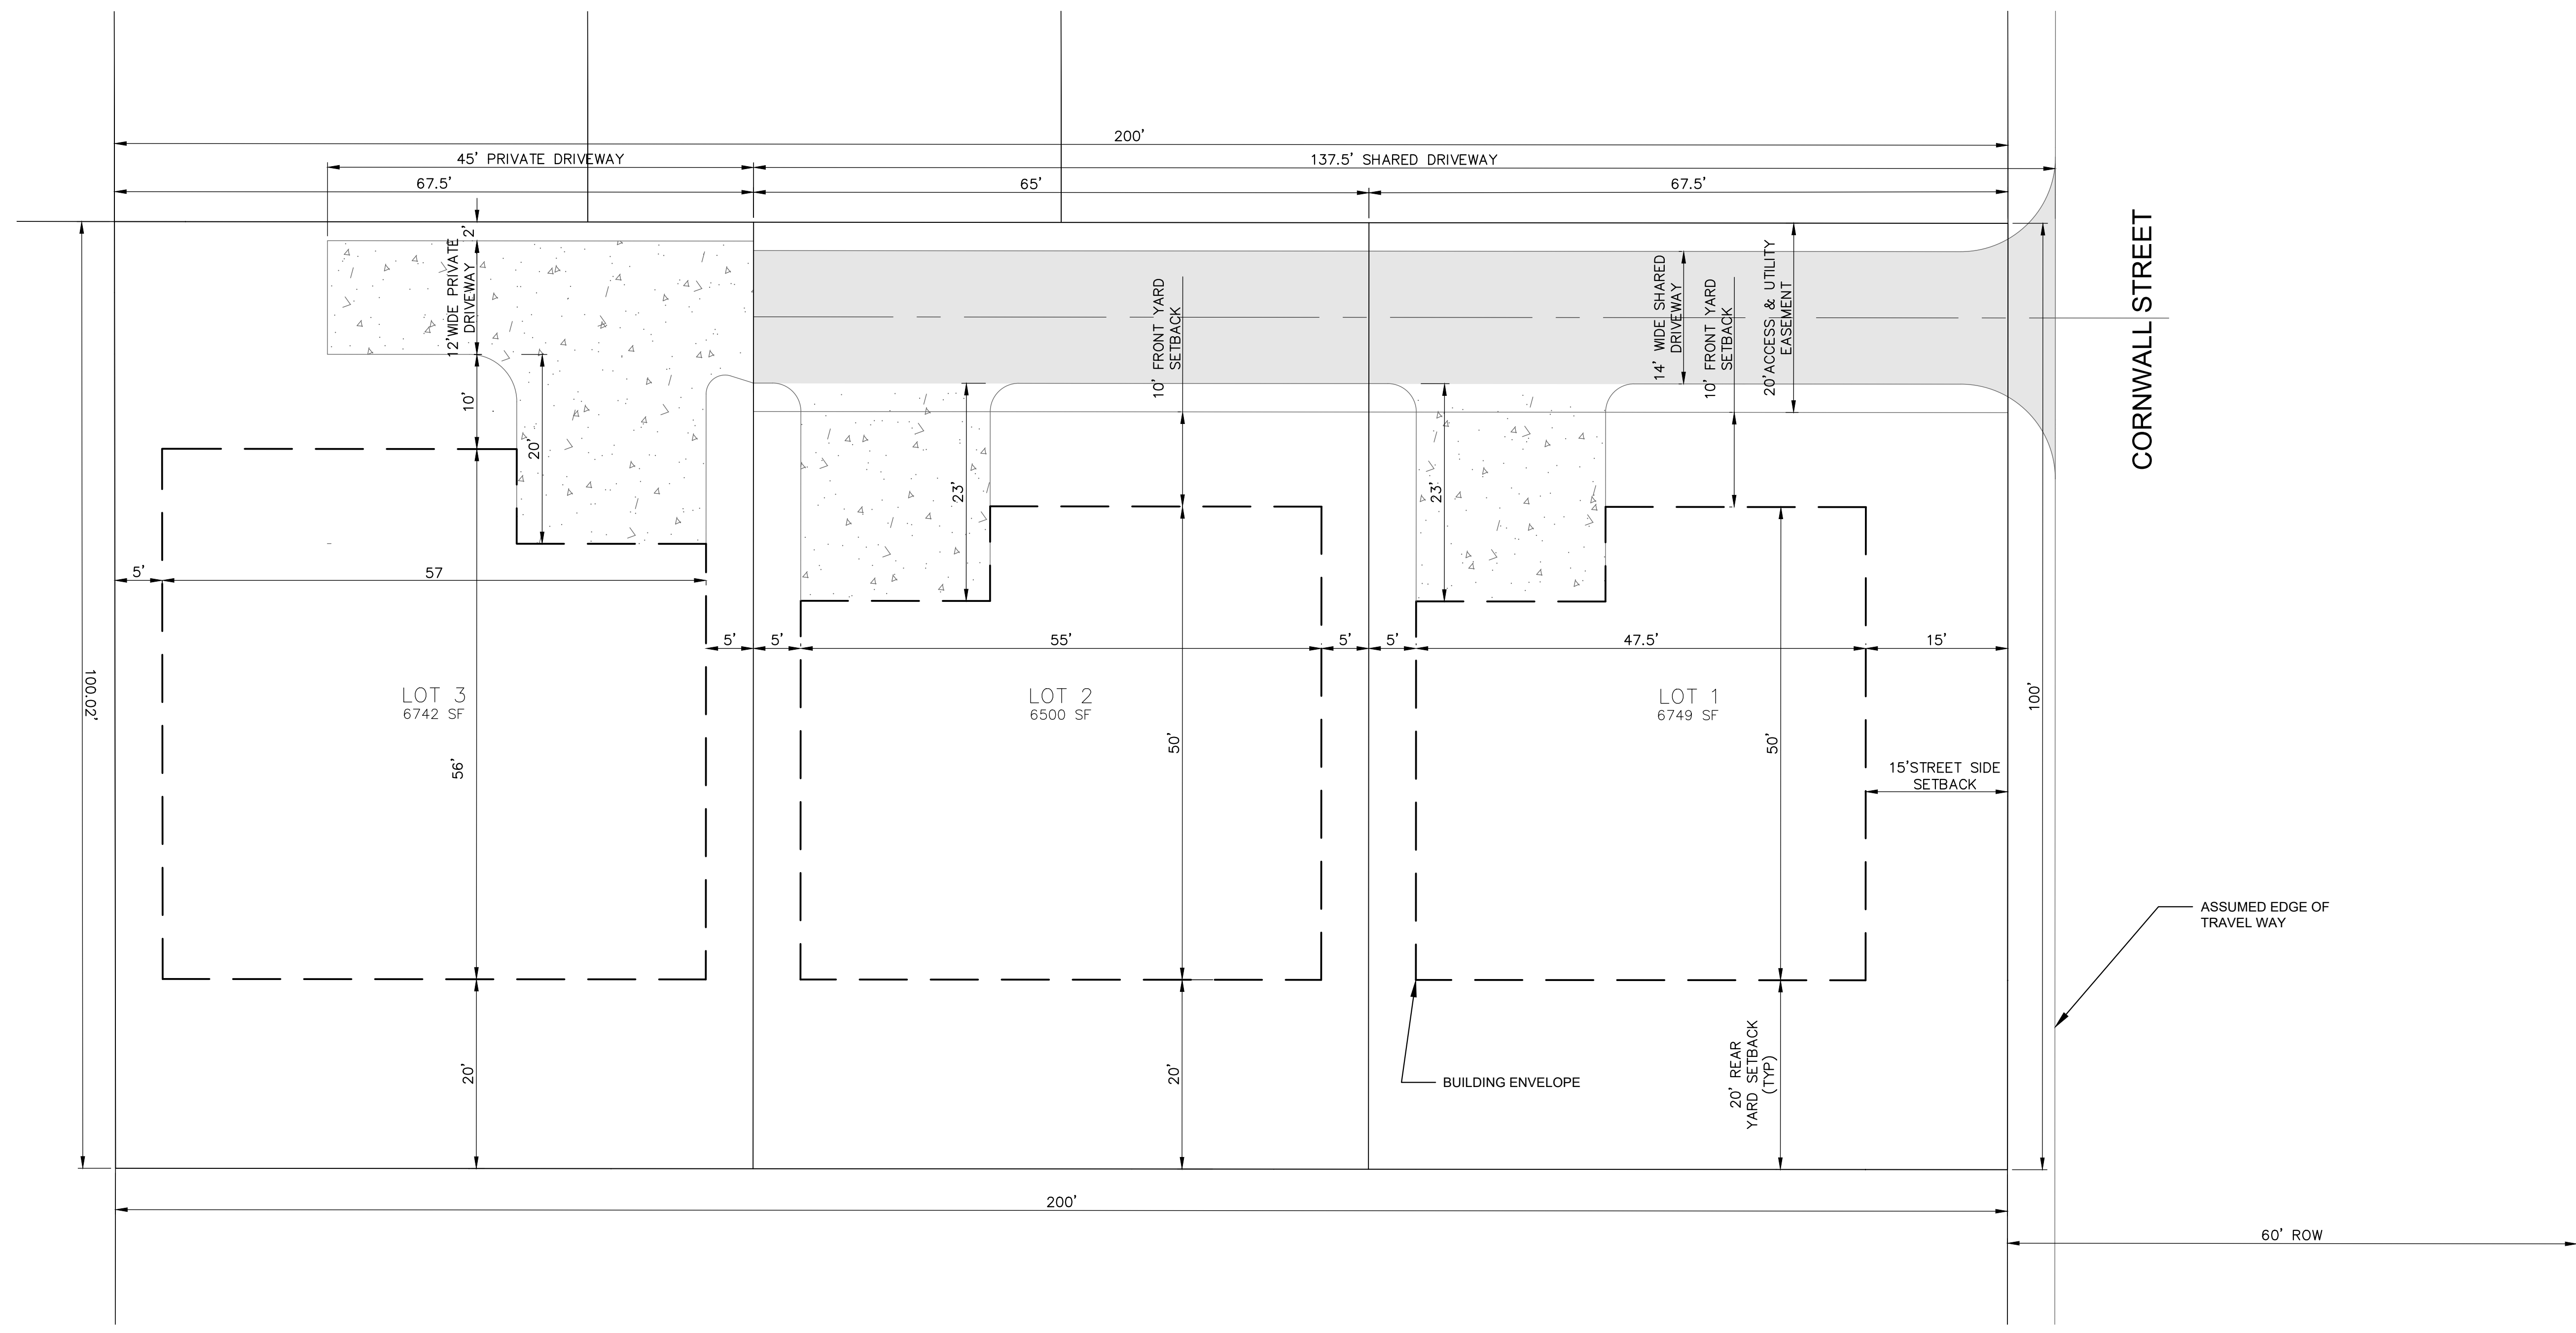 200'
45' PRIVATE DRIVEWAY
137.5' SHARED DRIVEWAY
67.5'
65'
67.5'
2'
12'WIDE PRIVATE
DRIVEWAY
10'
20'
10' FRONT YARD
SETBACK
14' WIDE SHARED
DRIVEWAY
10' FRONT YARD
SETBACK
20'ACCESS & UTILITY
EASEMENT
CORNWALL STREET
23'
23'
5'
57
5'
5'
55'
5'
5'
47.5'
15'
100.02'
LOT 3
6742 SF
LOT 2
6500 SF
LOT 1
6749 SF
100'
56'
50'
50'
15'STREET SIDE
SETBACK
ASSUMED EDGE OF
TRAVEL WAY
20'
20'
BUILDING ENVELOPE
20' REAR
YARD SETBACK
(TYP)
200'
60' ROW